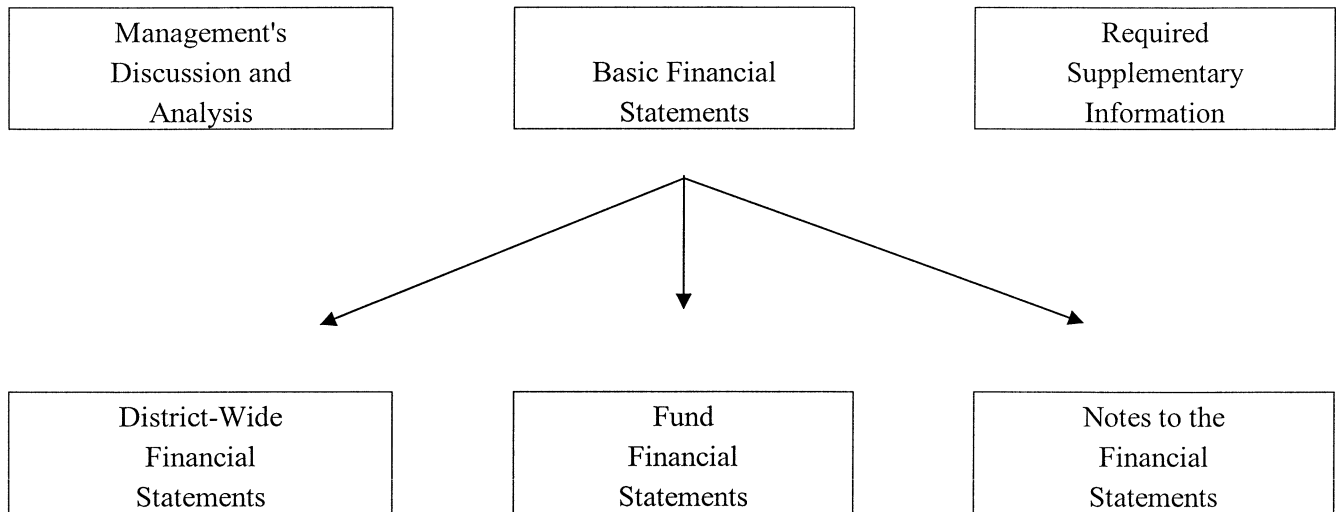 Management's
Discussion and
Analysis
Basic Financial
Statements
Required
Supplementary
Information
District-Wide
Financial
Statements
Fund
Financial
Statements
Notes to the
Financial
Statements